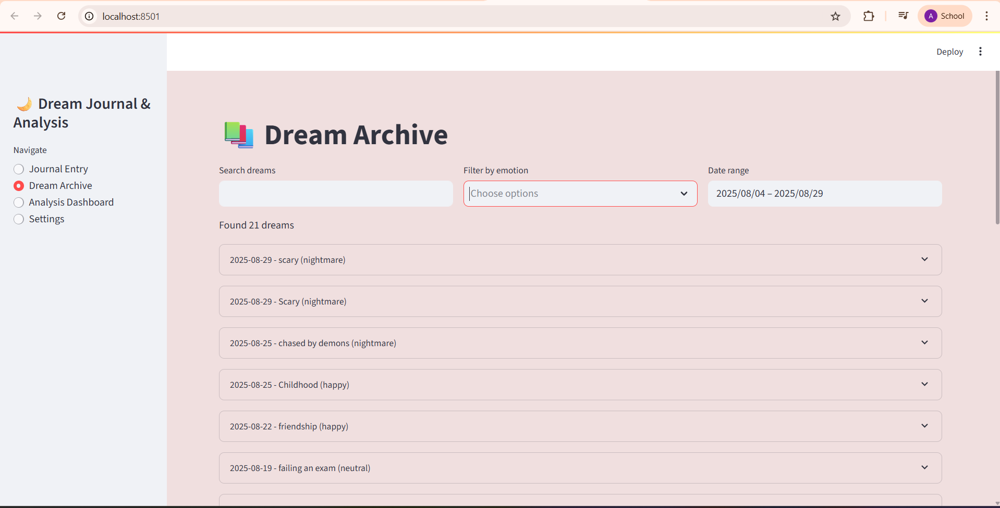 localhost:8501
A School
Deploy
Dream Journal &
Analysis
Navigate
Journal Entry
Dream Archive
Analysis Dashboard
Settings
Dream Archive
Search dreams
Filter by emotion
Date range
Choose options
2025/08/04 – 2025/08/29
Found 21 dreams
2025-08-29 - scary (nightmare)
2025-08-29 - Scary (nightmare)
2025-08-25 - chased by demons (nightmare)
2025-08-25 - Childhood (happy)
2025-08-22 - friendship (happy)
2025-08-19 - failing an exam (neutral)